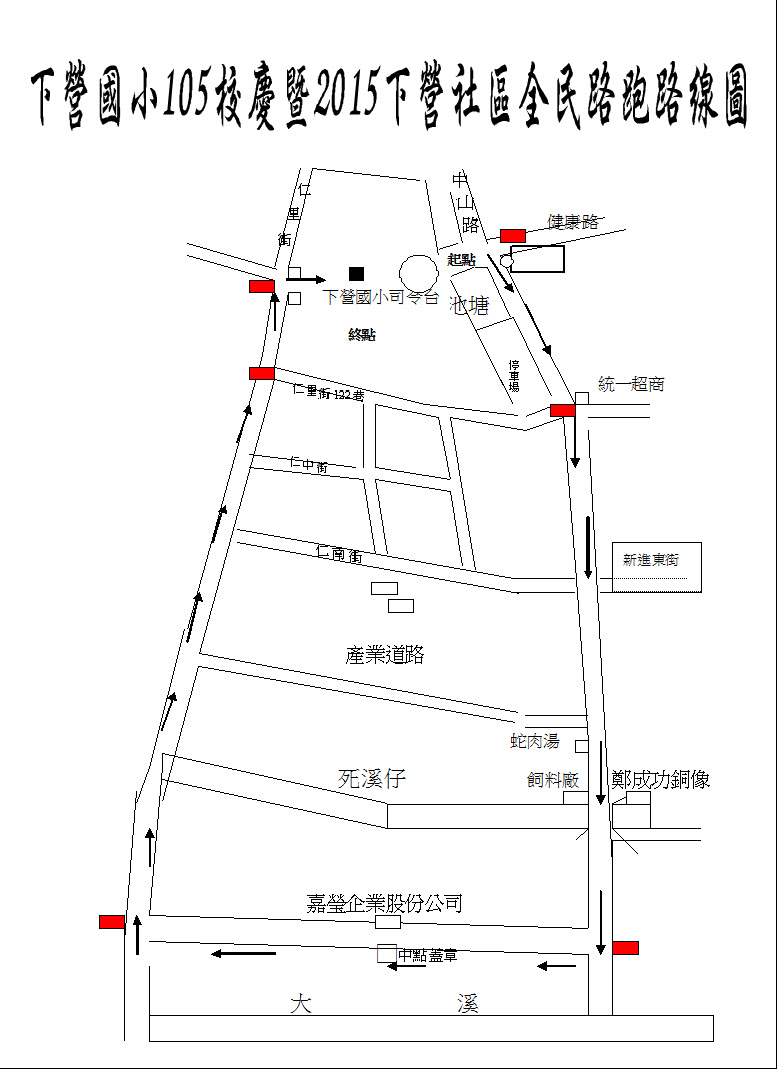 下營國小105校慶暨2015下營社區全民路跑路線圖
中山路
仁里街
健康路
起點
下營國小司令台
池塘
終點
停車場
統一超商
仁里街122巷
仁中街
仁南街
新進東街
產業道路
蛇肉湯
死溪仔
飼料廠
鄭成功銅像
嘉瑩企業股份公司
中點蓋章
大溪